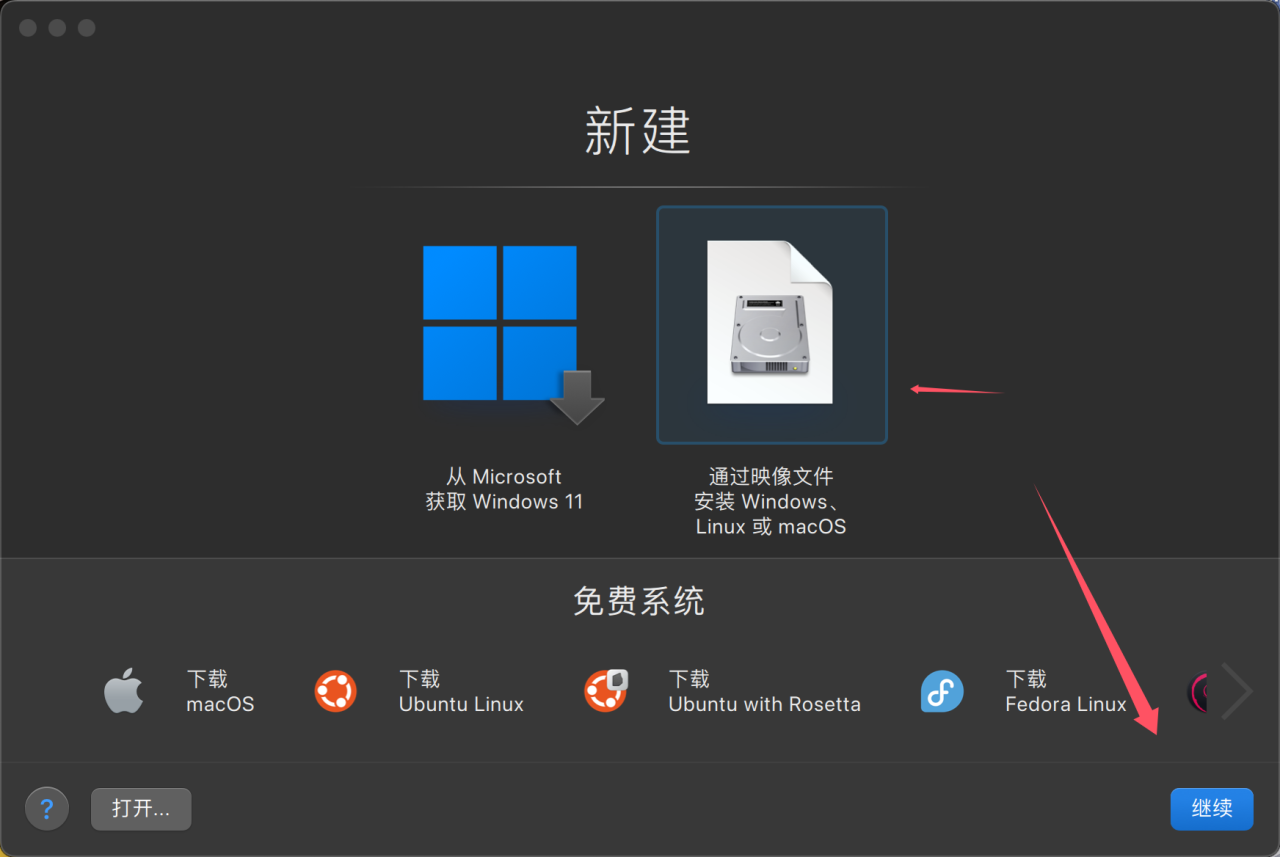 新建
从 Microsoft
获取 Windows 11
通过映像文件
安装 Windows、
Linux 或 macOS
免费系统
下载
macOS
下载
Ubuntu Linux
下载
Ubuntu with Rosetta
下载
Fedora Linux
?
打开...
继续